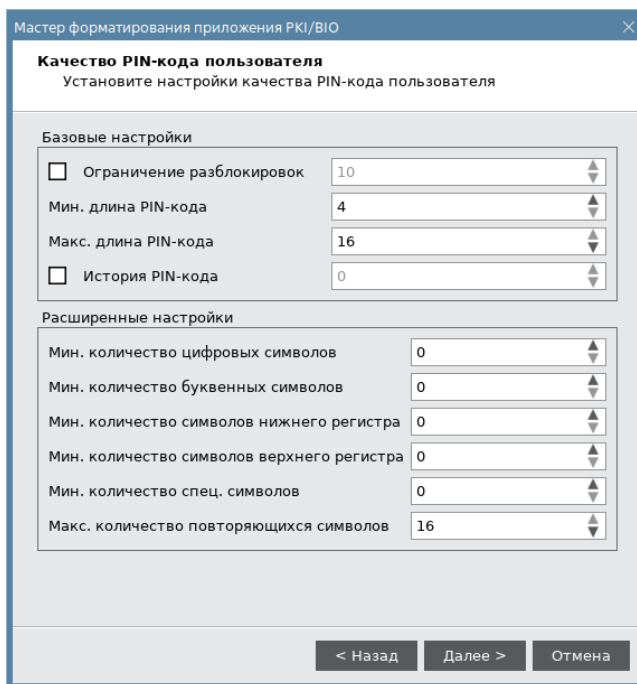 Мастер форматирования приложения PKI/BIO
Качество PIN-кода пользователя
Установите настройки качества PIN-кода пользователя
Базовые настройки
Ограничение разблокировок 10
Мин. длина PIN-кода 4
Макс. длина PIN-кода 16
История PIN-кода 0
Расширенные настройки
Мин. количество цифровых символов 0
Мин. количество буквенных символов 0
Мин. количество символов нижнего регистра 0
Мин. количество символов верхнего регистра 0
Мин. количество спец. символов 0
Макс. количество повторяющихся символов 16
< Назад Далее > Отмена